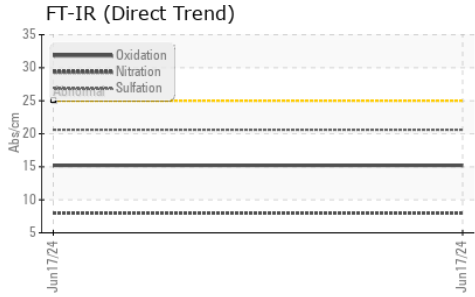 FT-IR (Direct Trend)
35
30
25
20
15
10
5
Abs/cm
Oxidation
Nitration
Sulfation
Abnormal
Jun17/24
Jun17/24